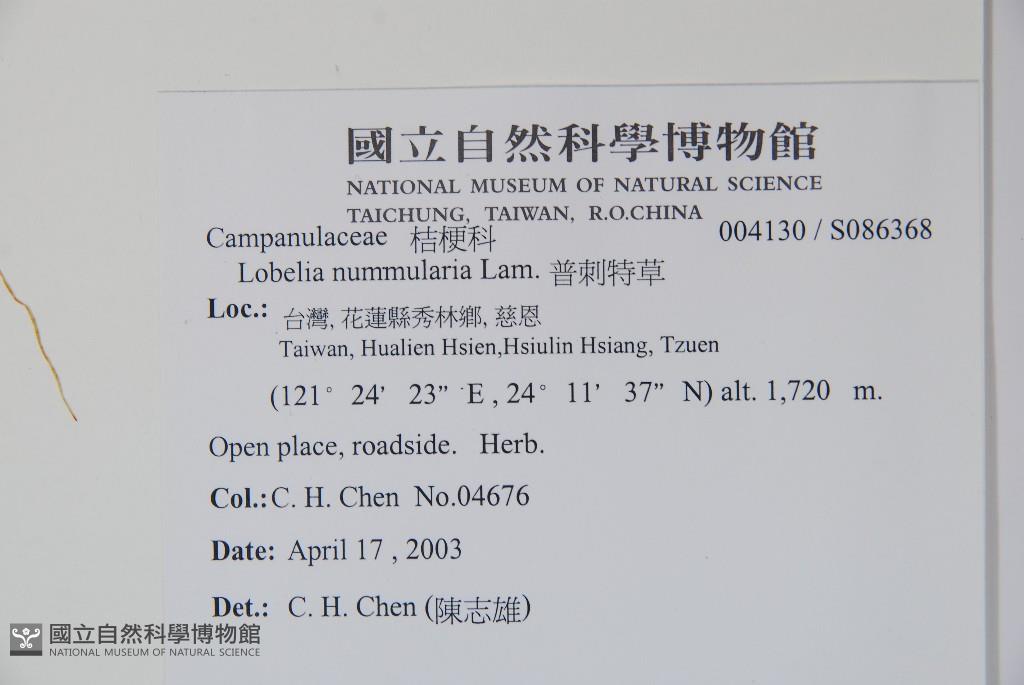 國立自然科學博物館
NATIONAL MUSEUM OF NATURAL SCIENCE
TAICHUNG, TAIWAN, R.O.CHINA
Campanulaceae 桔梗科 004130 / S086368
Lobelia nummularia Lam. 普剌特草
Loc.: 台灣, 花蓮縣秀林鄉, 慈恩
Taiwan, Hualien Hsien,Hsiulin Hsiang, Tzuen
(121° 24’ 23” E , 24° 11’ 37” N) alt. 1,720 m.
Open place, roadside. Herb.
Col.: C. H. Chen No.04676
Date: April 17 , 2003
Det.: C. H. Chen (陳志雄)
國立自然科學博物館
NATIONAL MUSEUM OF NATURAL SCIENCE